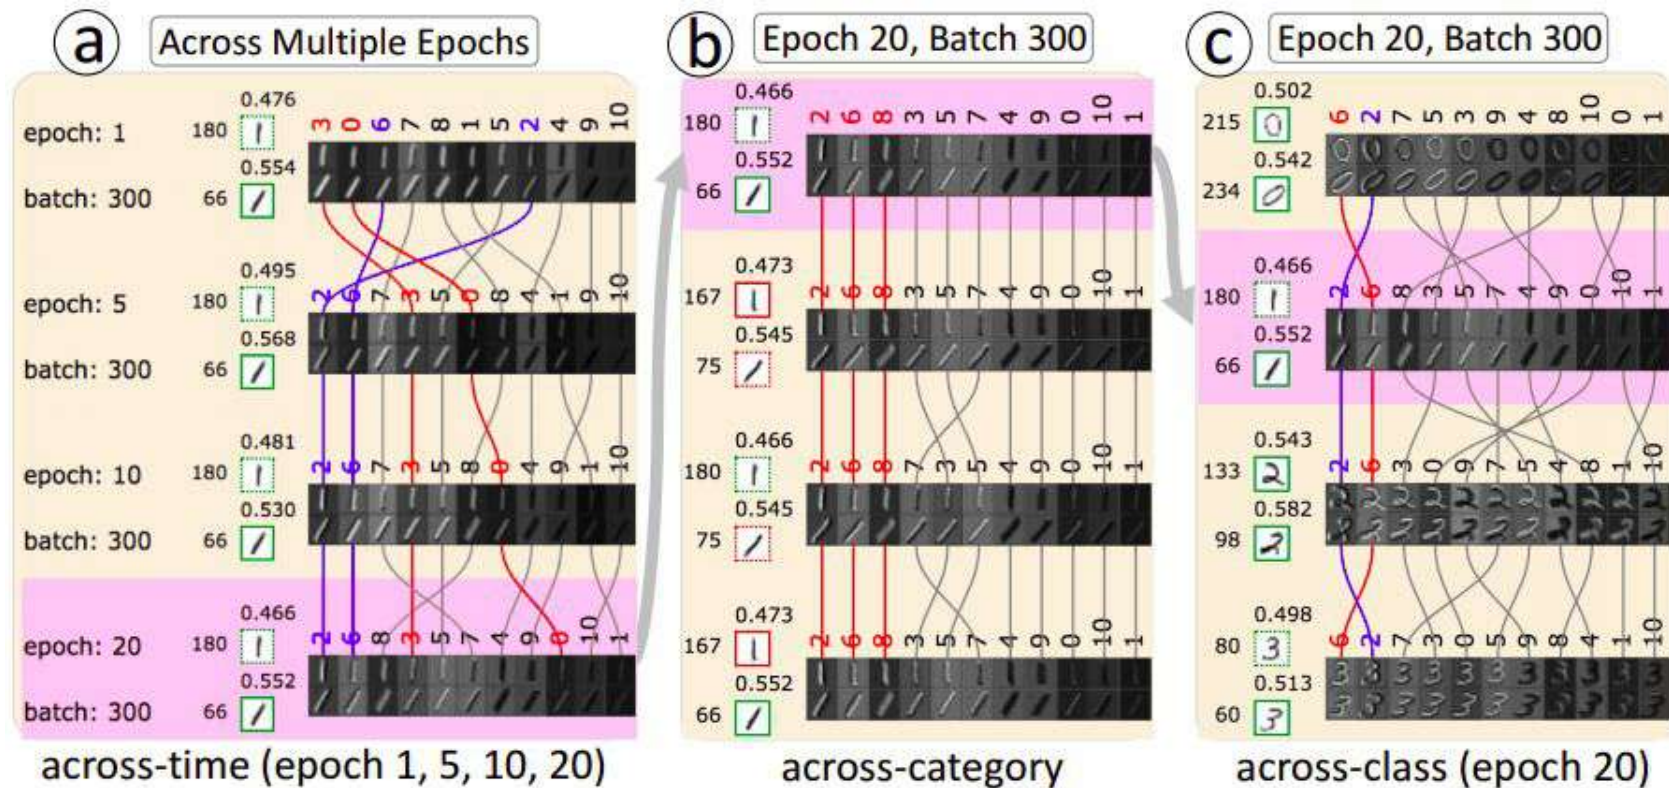 a Across Multiple Epochs
epoch: 1
batch: 300
0.476
180
0.554
66
3 0 6 7 8 1 5 2 4 9 10
epoch: 5
batch: 300
0.495
180
0.568
66
2 6 7 3 5 0 8 4 1 9 10
epoch: 10
batch: 300
0.481
180
0.530
66
2 6 7 3 5 8 0 4 9 1 10
epoch: 20
batch: 300
0.466
180
0.552
66
2 6 8 3 5 7 4 9 0 10 1
across-time (epoch 1, 5, 10, 20)
b Epoch 20, Batch 300
0.466
180
0.552
66
2 6 8 3 5 7 4 9 0 10 1
0.473
167
0.545
75
2 6 8 3 5 7 4 9 0 10 1
0.466
180
0.545
75
2 6 8 7 3 5 4 9 0 10 1
0.473
167
0.552
66
2 6 8 3 5 7 4 9 0 10 1
across-category
c Epoch 20, Batch 300
0.502
215
0.542
234
6 2 7 5 3 9 4 8 10 0 1
0.466
180
0.552
66
2 6 8 3 5 7 4 9 0 10 1
0.543
133
0.582
98
2 6 3 0 9 7 5 4 8 1 10
0.498
80
0.513
60
6 2 7 3 0 5 9 8 4 1 10
across-class (epoch 20)